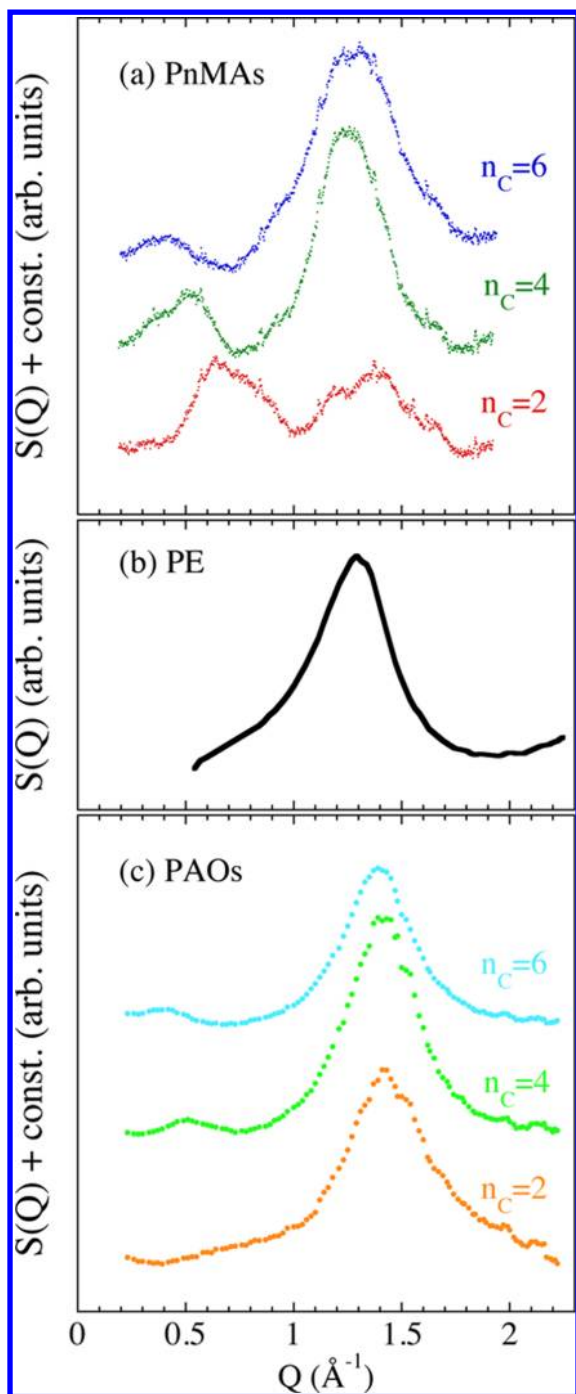 (a) PnMAs
S(Q) + const. (arb. units)
n_C=6
n_C=4
n_C=2
(b) PE
S(Q) (arb. units)
(c) PAOs
S(Q) + const. (arb. units)
n_C=6
n_C=4
n_C=2
0 0.5 1 1.5 2
Q (Å⁻¹)